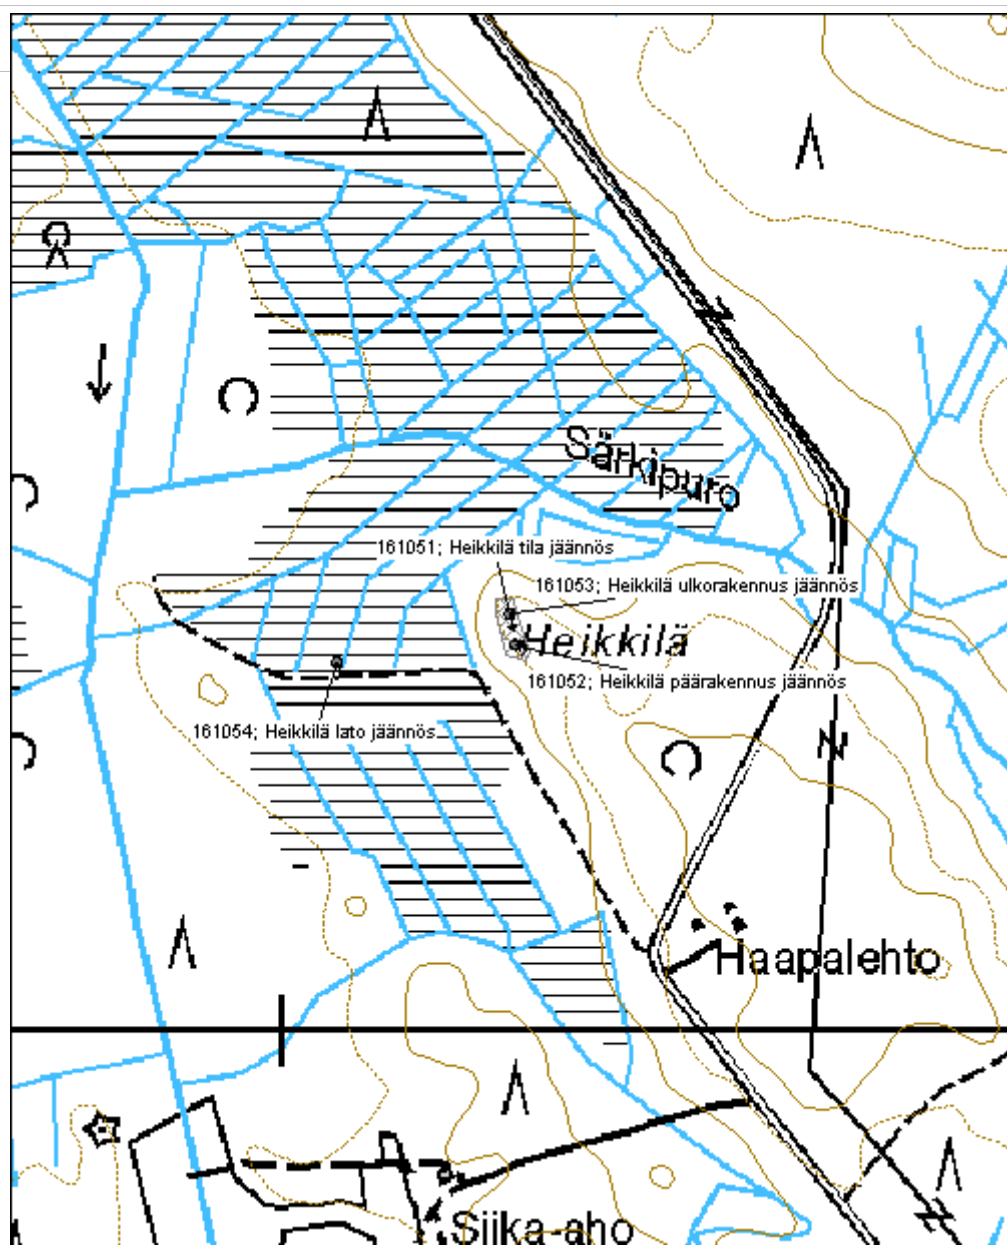 Särkipuro
161051; Heikkilä tila jäännös
161053; Heikkilä ulkorakennus jäännös
Heikkilä
161052; Heikkilä päärakennus jäännös
161054; Heikkilä lato jäännös
Haapalehto
Siika-aho